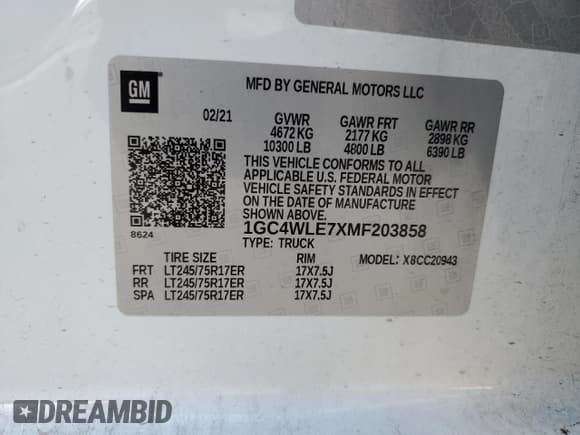 GM
MFD BY GENERAL MOTORS LLC
02/21 GVWR GAWR FRT GAWR RR
4672 KG 2177 KG 2898 KG
10300 LB 4800 LB 6390 LB
THIS VEHICLE CONFORMS TO ALL
APPLICABLE U.S. FEDERAL MOTOR
VEHICLE SAFETY STANDARDS IN EFFECT
ON THE DATE OF MANUFACTURE
SHOWN ABOVE.
8624
1GC4WLE7XMF203858
TYPE: TRUCK
TIRE SIZE RIM MODEL: X8CC20943
FRT LT245/75R17ER 17X7.5J
RR LT245/75R17ER 17X7.5J
SPA LT245/75R17ER 17X7.5J
DREAMBID